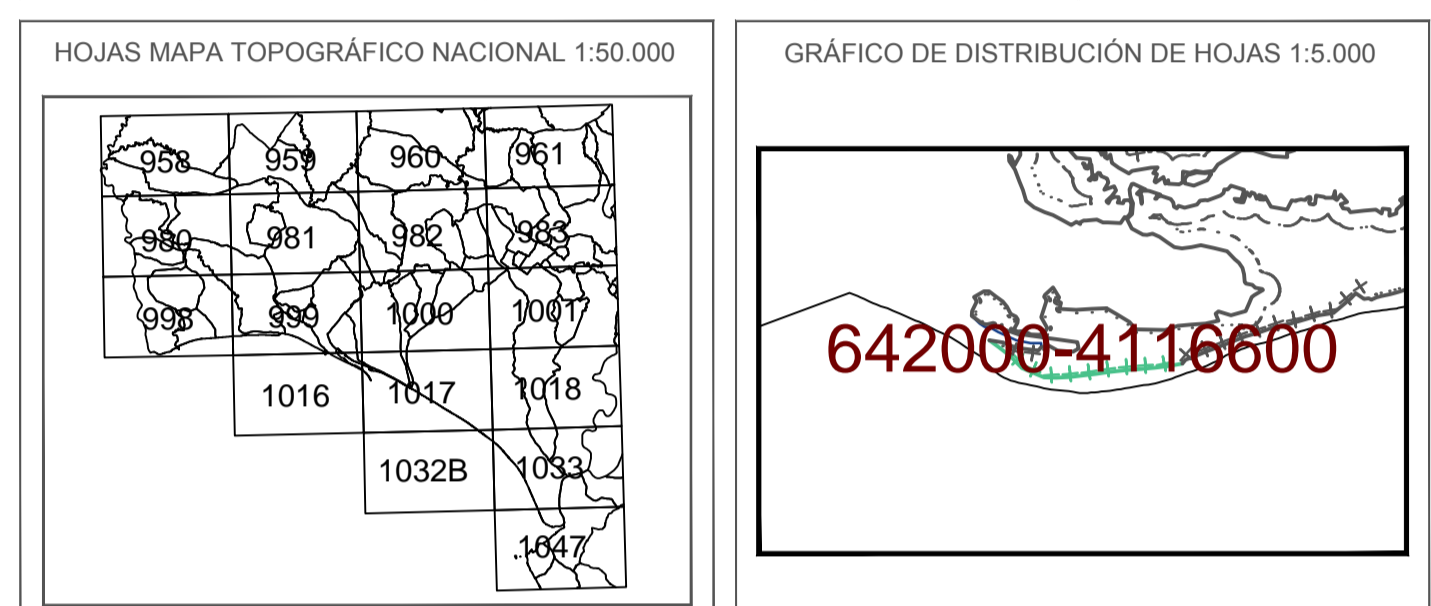 HOJAS MAPA TOPOGRÁFICO NACIONAL 1:50.000
958 959 960 961
980 981 982 983
998 999 1000 1001
1016 1017 1018
1032B 1033
1047
GRÁFICO DE DISTRIBUCIÓN DE HOJAS 1:5.000
642000-4116600